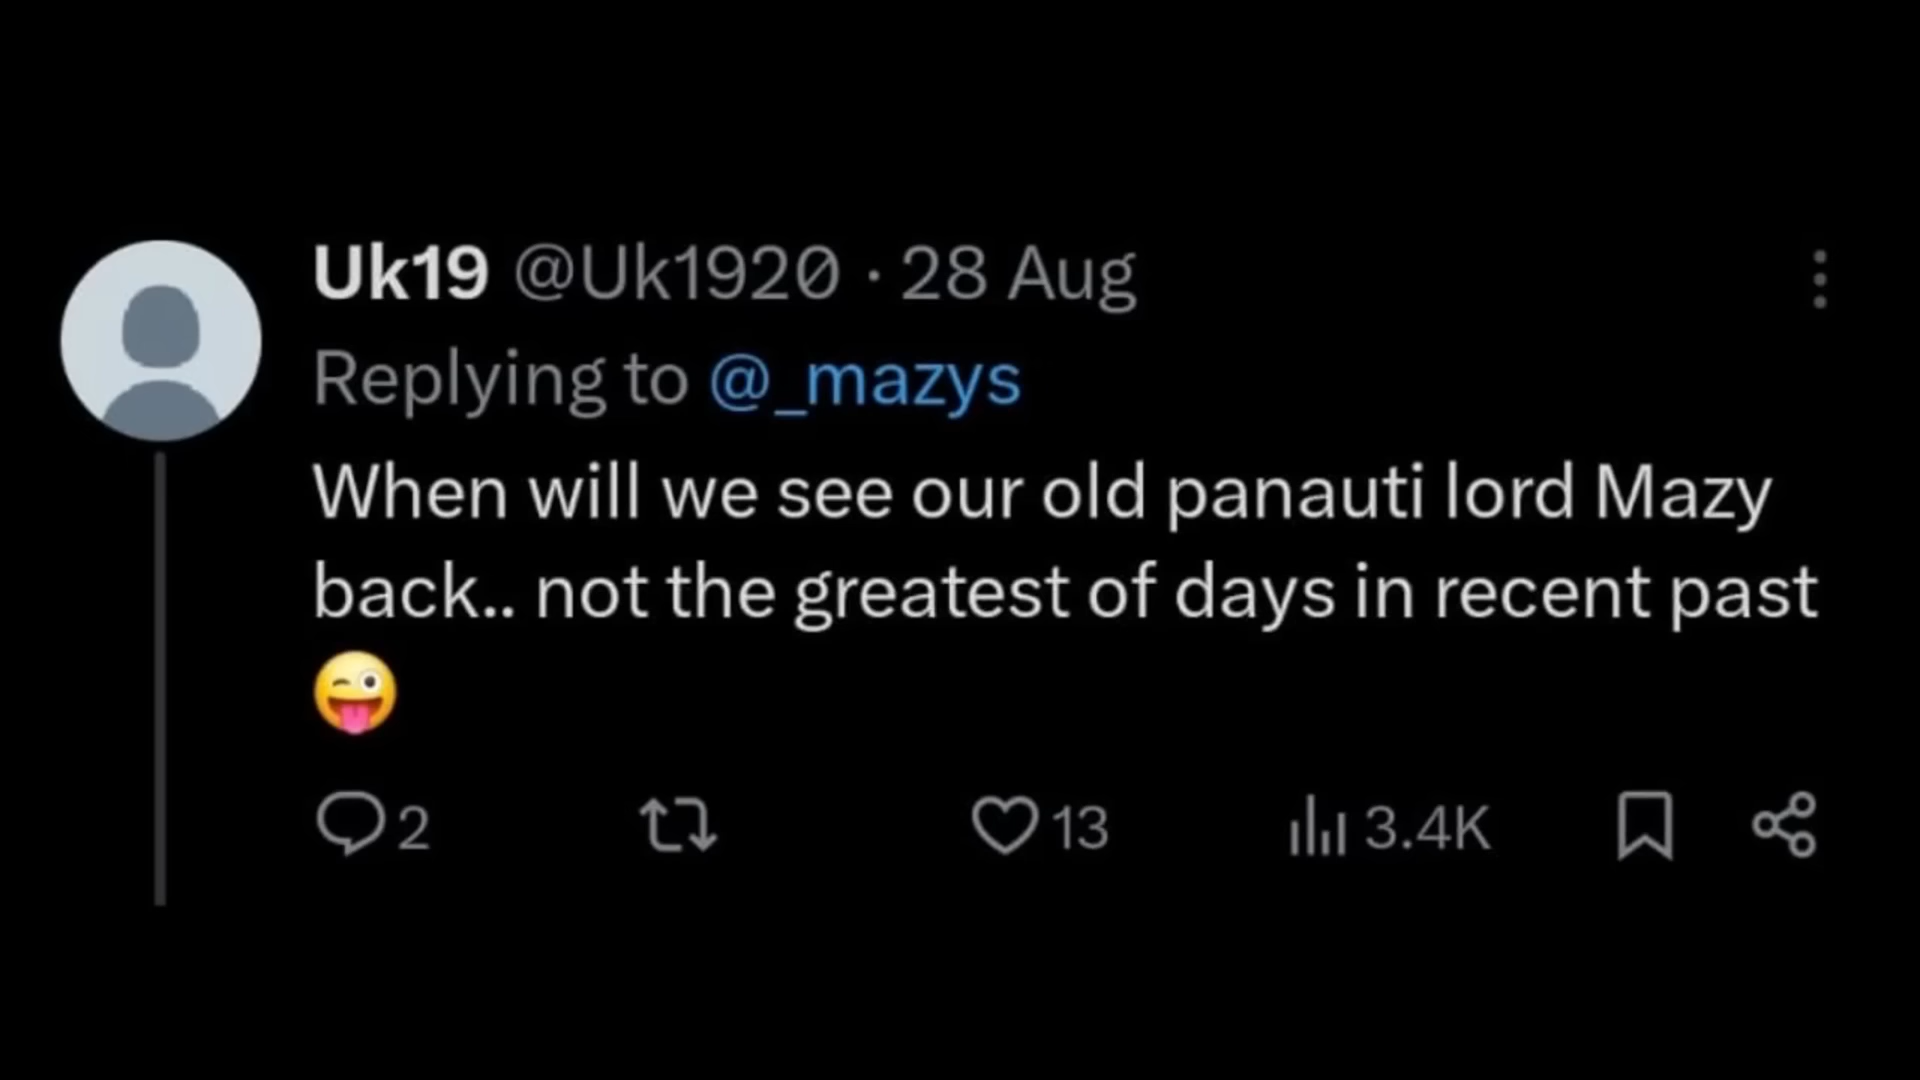 Uk19 @Uk1920 · 28 Aug
Replying to @_mazys
When will we see our old panauti lord Mazy
back.. not the greatest of days in recent past
😜
2 13 3.4K